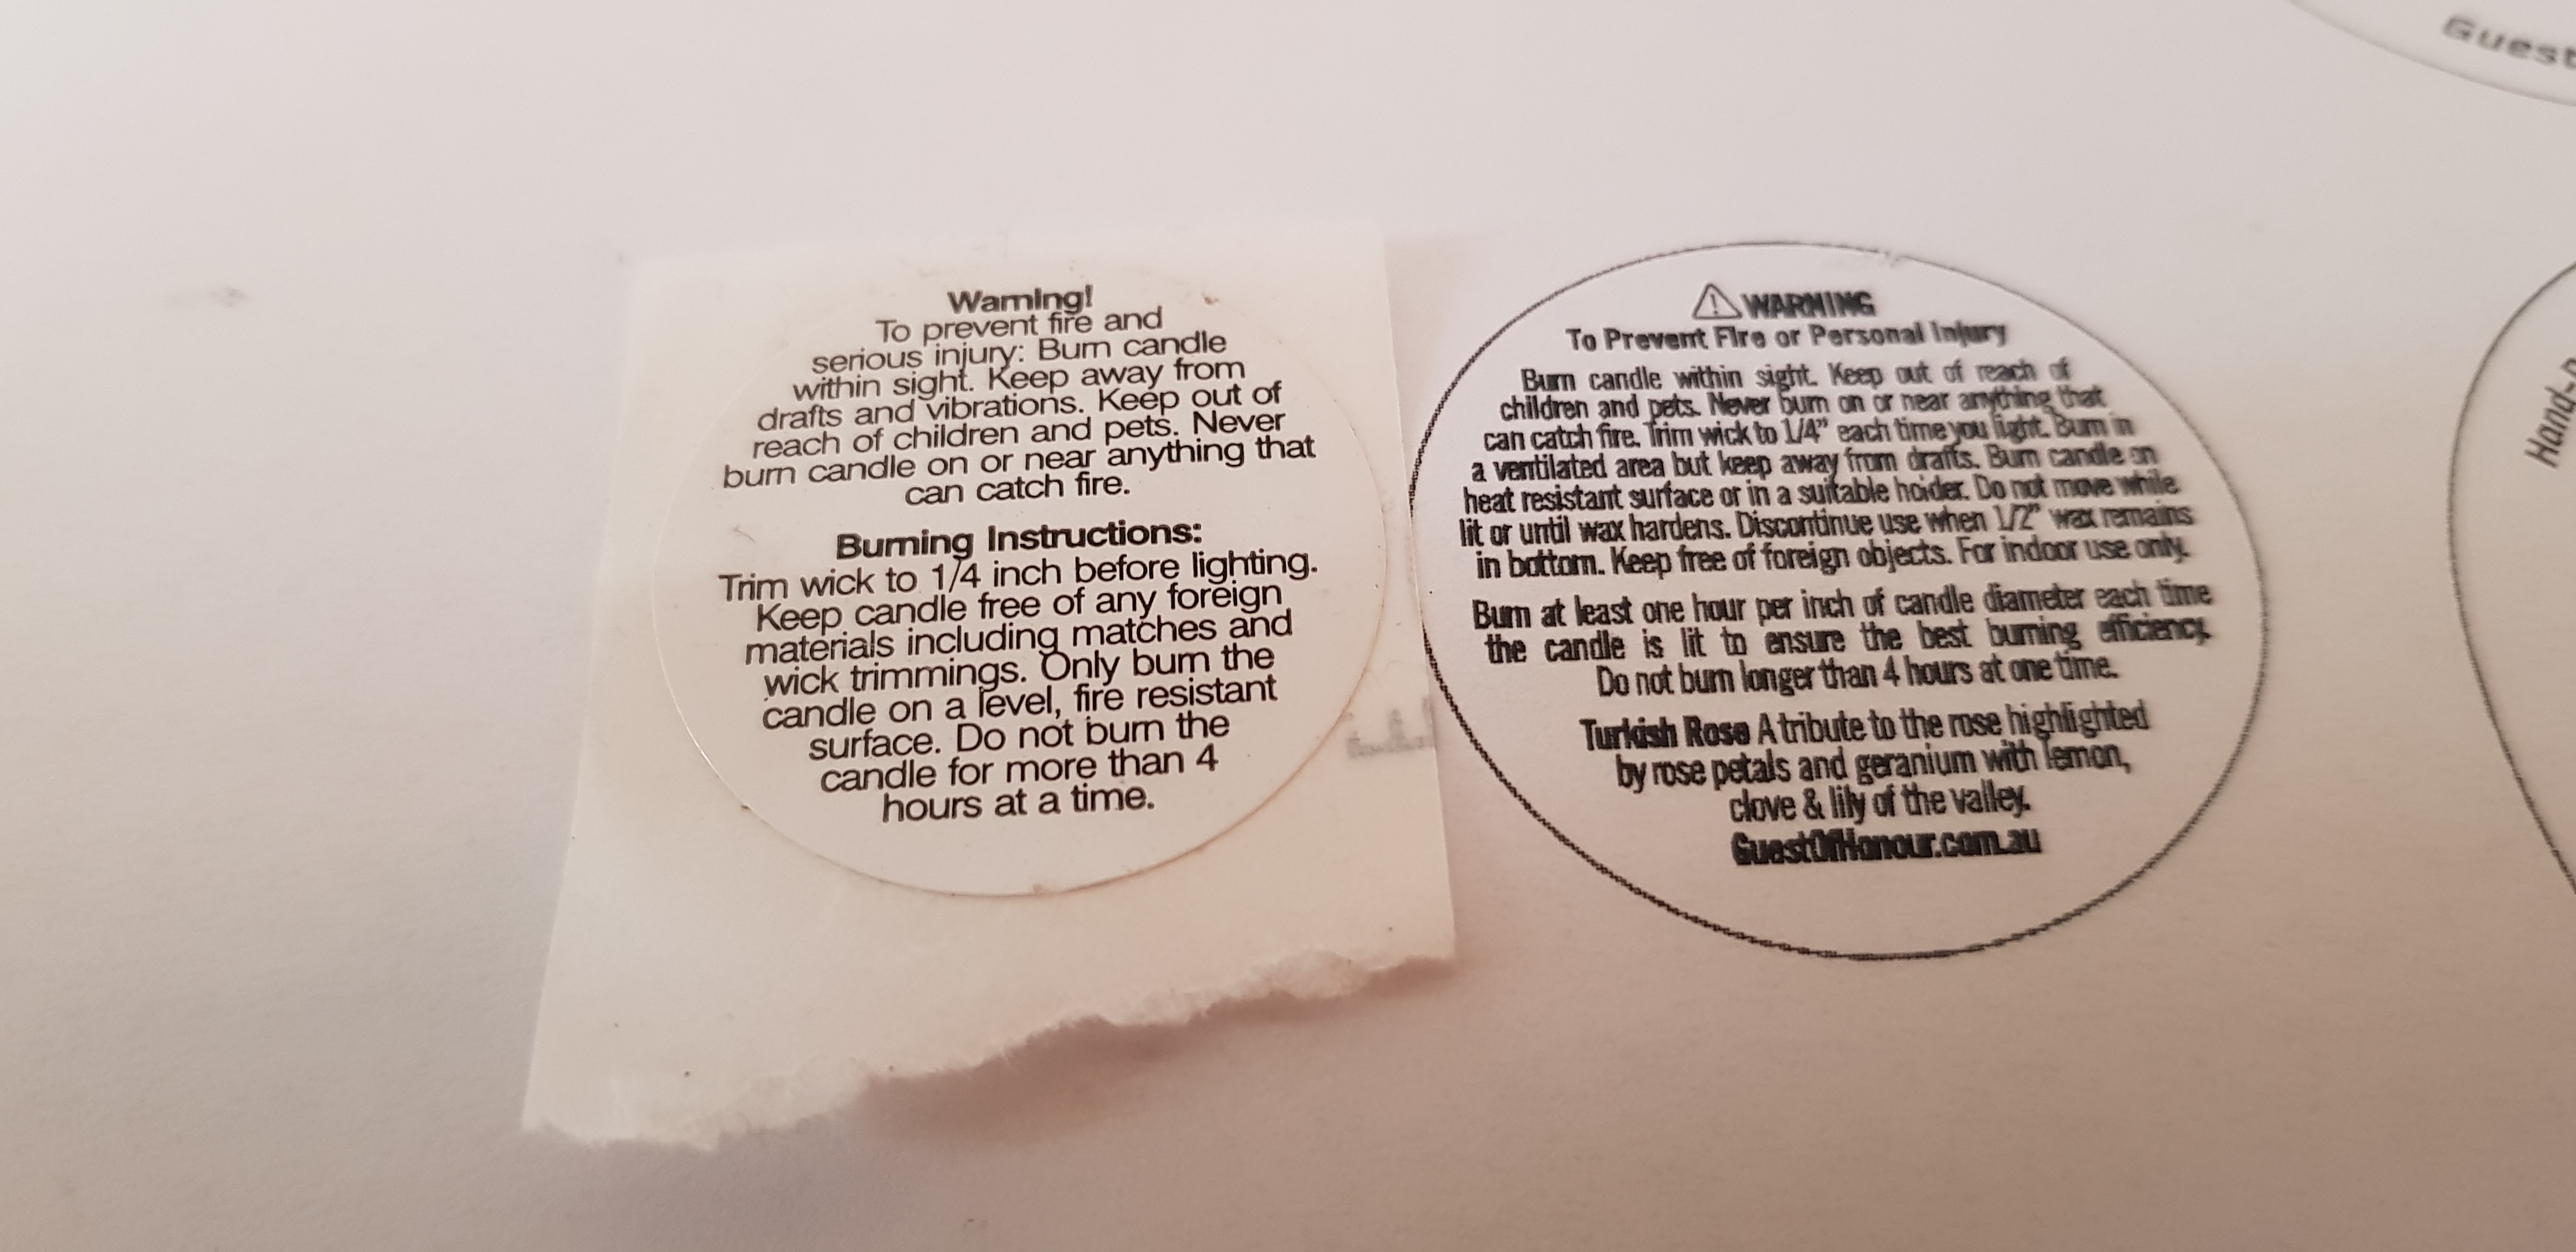 Guest
Warning!
To prevent fire and
serious injury: Burn candle
within sight. Keep away from
drafts and vibrations. Keep out of
reach of children and pets. Never
burn candle on or near anything that
can catch fire.
Burning Instructions:
Trim wick to 1/4 inch before lighting.
Keep candle free of any foreign
materials including matches and
wick trimmings. Only burn the
candle on a level, fire resistant
surface. Do not burn the
candle for more than 4
hours at a time.
WARNING
To Prevent Fire or Personal Injury
Burn candle within sight. Keep out of reach of
children and pets. Never burn on or near anything that
can catch fire. Trim wick to 1/4" each time you light. Burn in
a ventilated area but keep away from drafts. Burn candle on
heat resistant surface or in a suitable holder. Do not move while
lit or until wax hardens. Discontinue use when 1/2" wax remains
in bottom. Keep free of foreign objects. For indoor use only.
Burn at least one hour per inch of candle diameter each time
the candle is lit to ensure the best burning efficiency.
Do not burn longer than 4 hours at one time.
Turkish Rose A tribute to the rose highlighted
by rose petals and geranium with lemon,
clove & lily of the valley.
GuestOfHonour.com.au